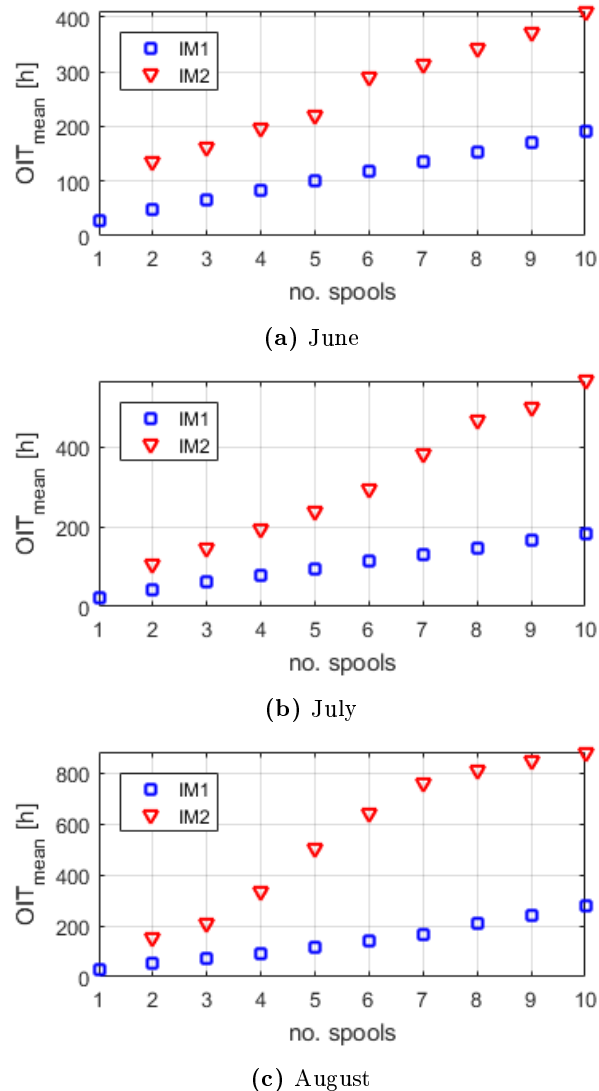 400
300
200
100
0
OIT_mean [h]
IM1
IM2
1 2 3 4 5 6 7 8 9 10
no. spools
(a) June
400
200
0
OIT_mean [h]
IM1
IM2
1 2 3 4 5 6 7 8 9 10
no. spools
(b) July
800
600
400
200
0
OIT_mean [h]
IM1
IM2
1 2 3 4 5 6 7 8 9 10
no. spools
(c) August